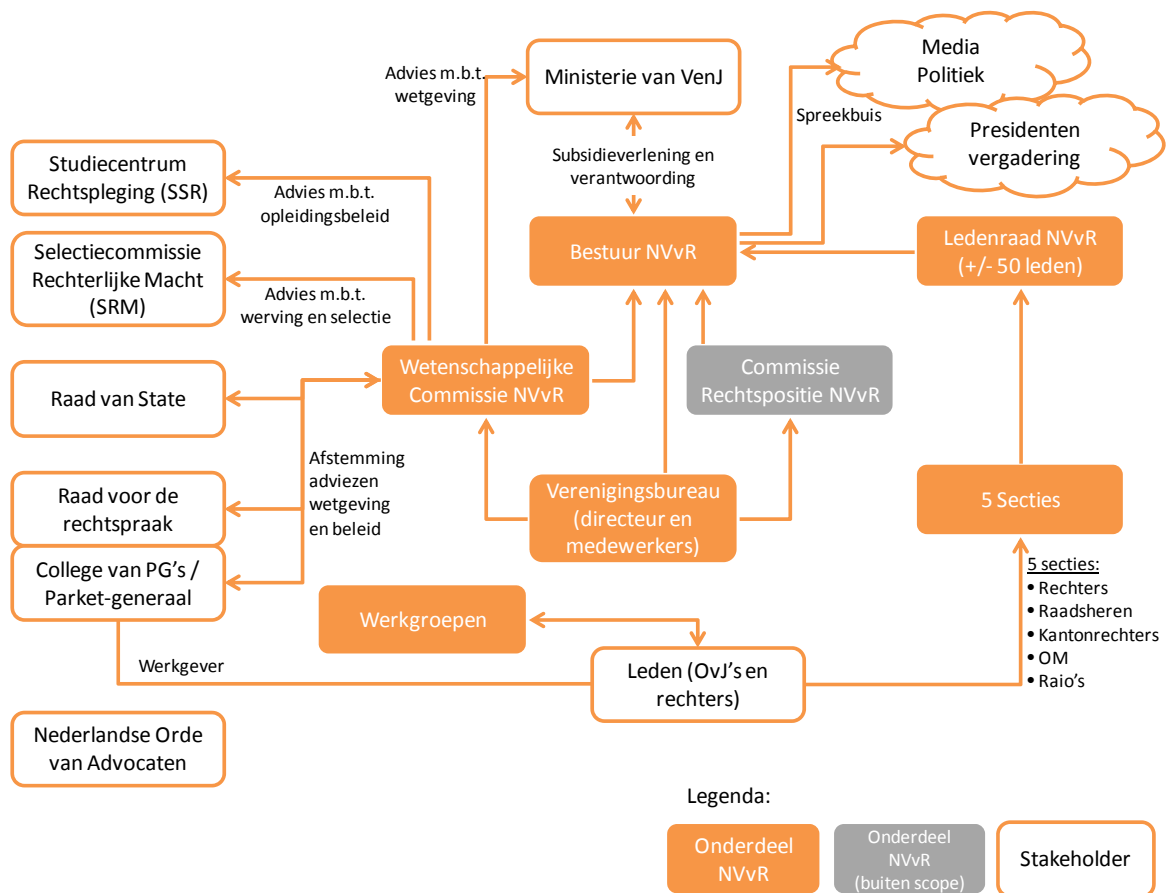 Media
Politiek
Advies m.b.t.
wetgeving
Ministerie van VenJ
Spreekbuis
Presidenten
vergadering
Studiecentrum
Rechtspleging (SSR)
Advies m.b.t.
opleidingsbeleid
Subsidieverlening en
verantwoording
Selectiecommissie
Rechterlijke Macht
(SRM)
Advies m.b.t.
werving en selectie
Bestuur NVvR
Ledenraad NVvR
(+/- 50 leden)
Raad van State
Wetenschappelijke
Commissie NVvR
Commissie
Rechtspositie NVvR
Raad voor de
rechtspraak
Afstemming
adviezen
wetgeving
en beleid
Verenigingsbureau
(directeur en
medewerkers)
5 Secties
College van PG's /
Parket-generaal
5 secties:
• Rechters
• Raadsheren
• Kantonrechters
• OM
• Raio's
Werkgroepen
Werkgever
Leden (OvJ's en
rechters)
Nederlandse Orde
van Advocaten
Legenda:
Onderdeel
NVvR
Onderdeel
NVvR
(buiten scope)
Stakeholder